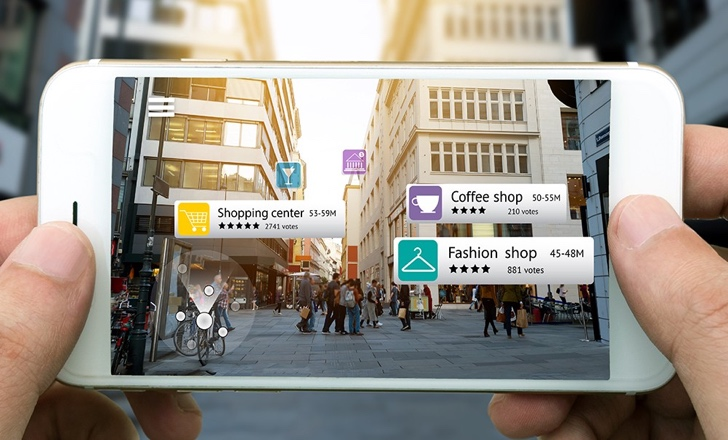 Shopping center 53-59M
2741 votes
Coffee shop 50-55M
210 votes
Fashion shop 45-48M
881 votes